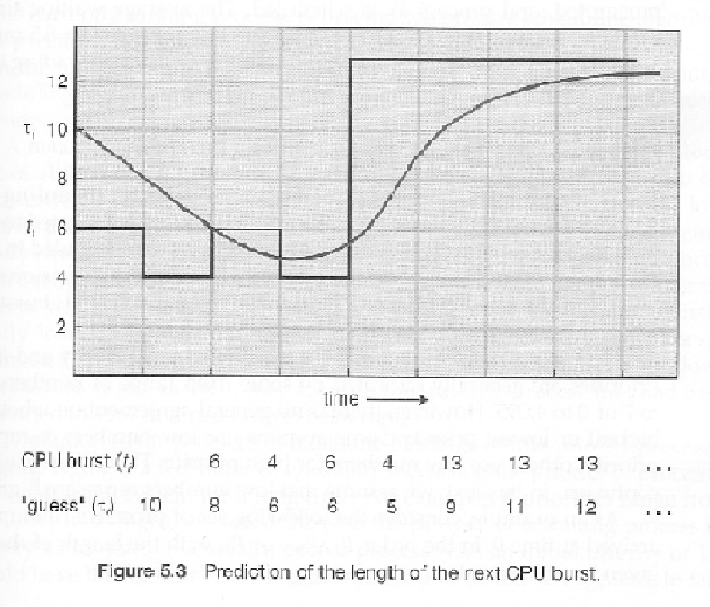 12
τᵢ 10
8
tᵢ 6
4
2
time
CPU burst (tᵢ) 6 4 6 4 13 13 13 ...
"guess" (τᵢ) 10 8 6 6 5 9 11 12 ...
Figure 5.3 Prediction of the length of the next CPU burst.